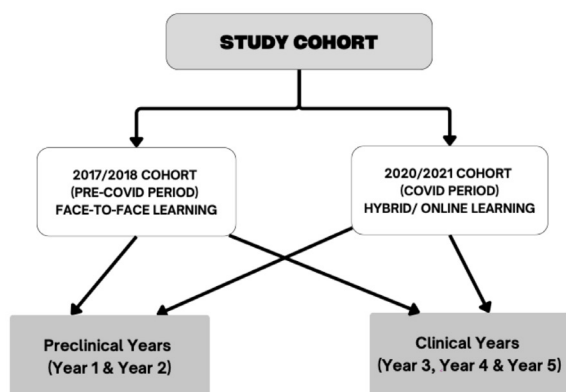 STUDY COHORT
2017/2018 COHORT
(PRE-COVID PERIOD)
FACE-TO-FACE LEARNING
2020/2021 COHORT
(COVID PERIOD)
HYBRID/ ONLINE LEARNING
Preclinical Years
(Year 1 & Year 2)
Clinical Years
(Year 3, Year 4 & Year 5)